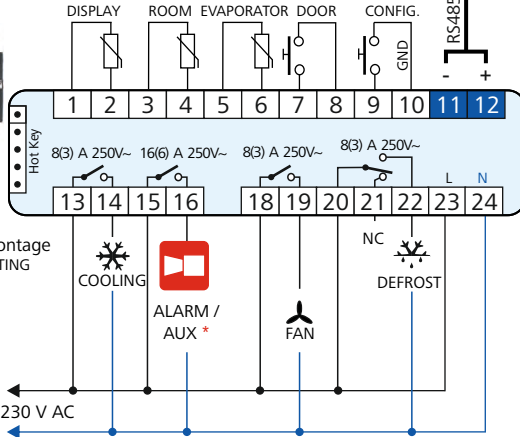 DISPLAY ROOM EVAPORATOR DOOR CONFIG.
RS485
GND
- +
1 2 3 4 5 6 7 8 9 10 11 12
Hot Key
8(3) A 250V~ 16(6) A 250V~ 8(3) A 250V~ 8(3) A 250V~
L N
13 14 15 16 18 19 20 21 22 23 24
ontage
TING
NC
COOLING
DEFROST
ALARM /
AUX *
FAN
230 V AC